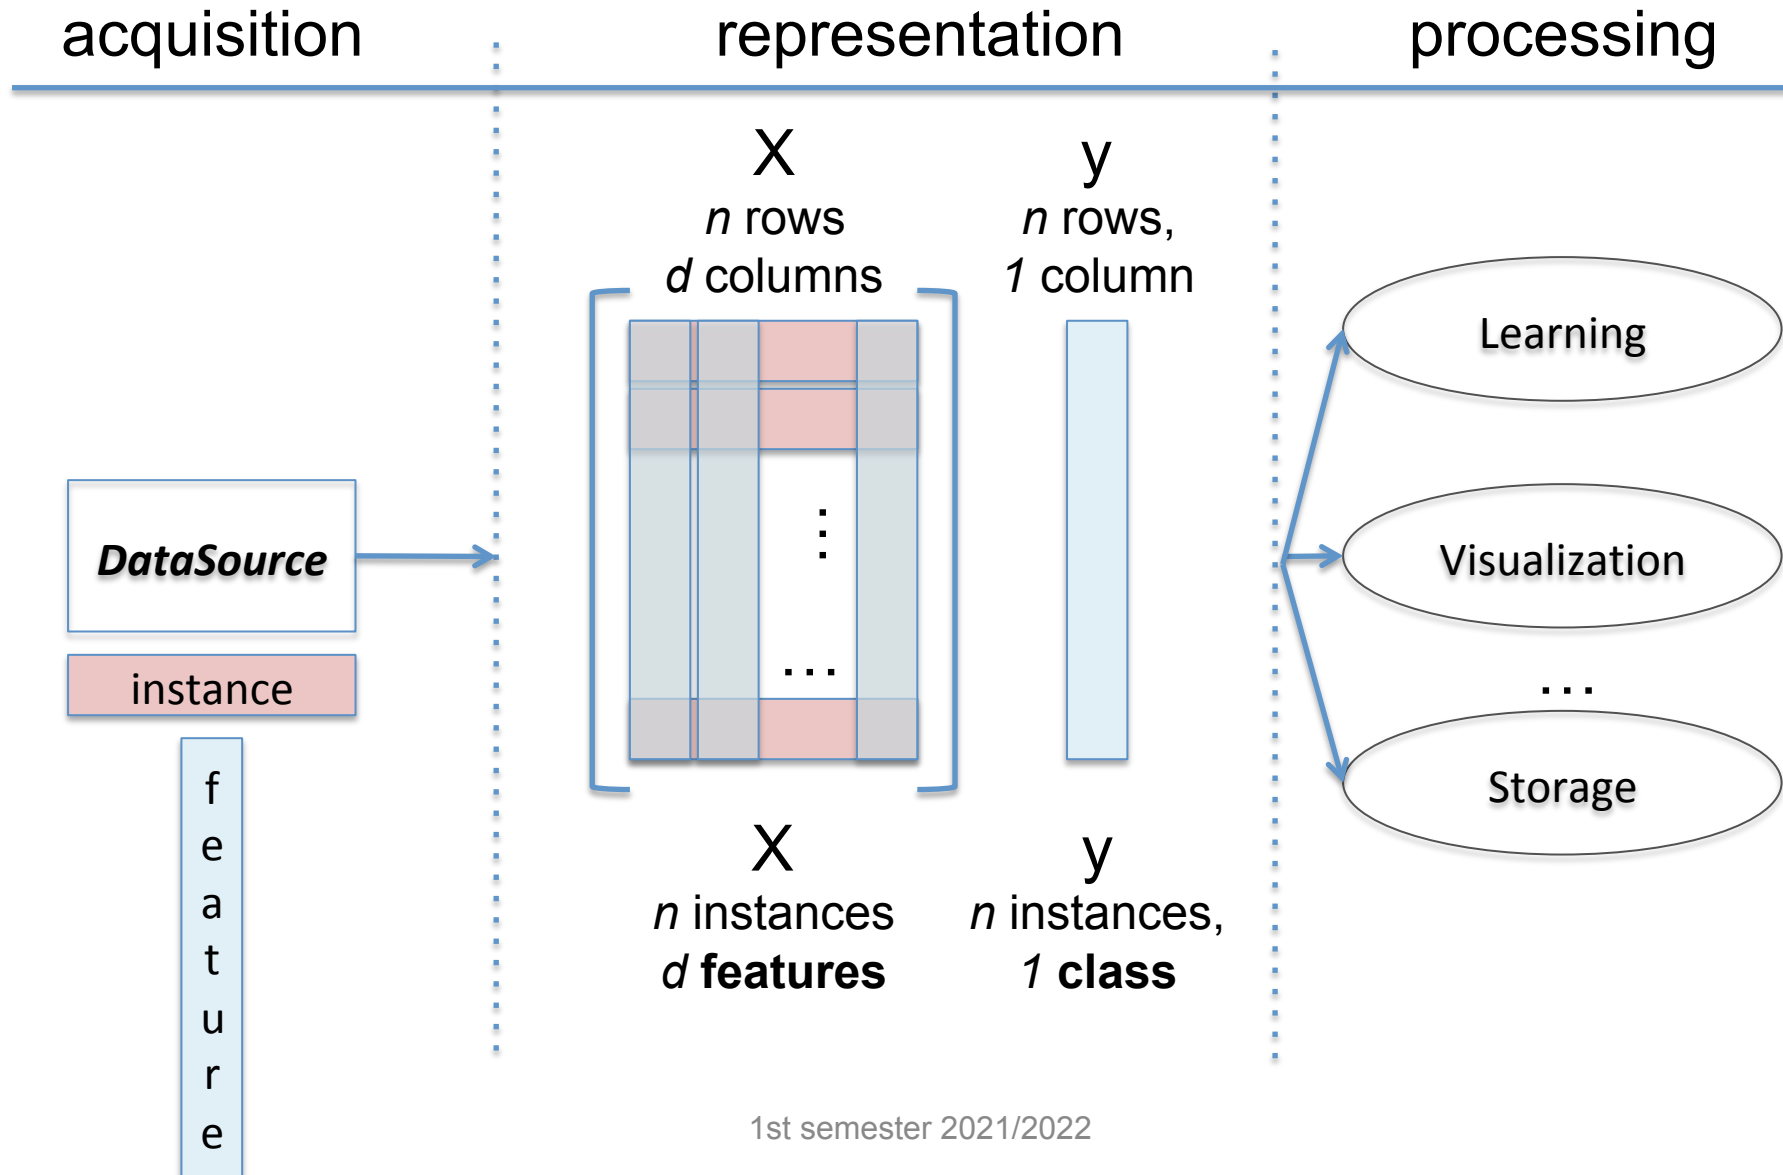 acquisition
representation
processing
DataSource
instance
f
e
a
t
u
r
e
X
n rows
d columns
y
n rows,
1 column
...
...
X
n instances
d features
y
n instances,
1 class
Learning
Visualization
...
Storage
1st semester 2021/2022